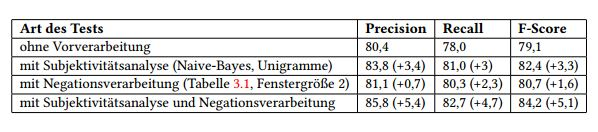 Art des Tests Precision Recall F-Score
ohne Vorverarbeitung 80,4 78,0 79,1
mit Subjektivitätsanalyse (Naive-Bayes, Unigramme) 83,8 (+3,4) 81,0 (+3) 82,4 (+3,3)
mit Negationsverarbeitung (Tabelle 3.1, Fenstergröße 2) 81,1 (+0,7) 80,3 (+2,3) 80,7 (+1,6)
mit Subjektivitätsanalyse und Negationsverarbeitung 85,8 (+5,4) 82,7 (+4,7) 84,2 (+5,1)